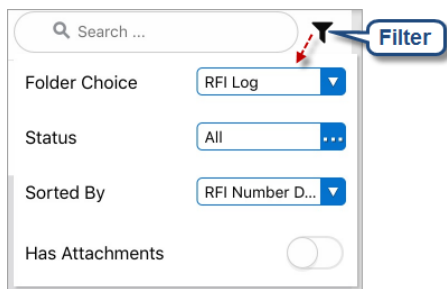 Search ...
Filter
Folder Choice RFI Log
Status All ...
Sorted By RFI Number D...
Has Attachments